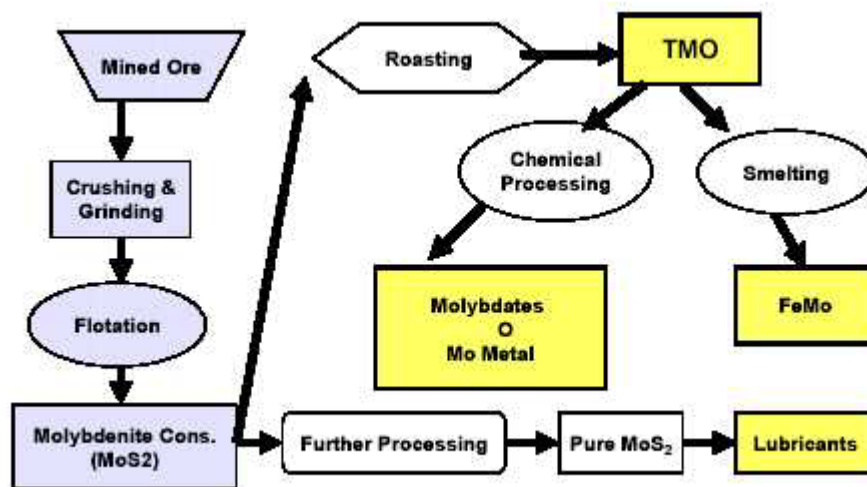 Mined Ore
Roasting
TMO
Crushing &
Grinding
Chemical
Processing
Smelting
Flotation
Molybdates
O
Mo Metal
FeMo
Molybdenite Cons.
(MoS2)
Further Processing
Pure MoS₂
Lubricants